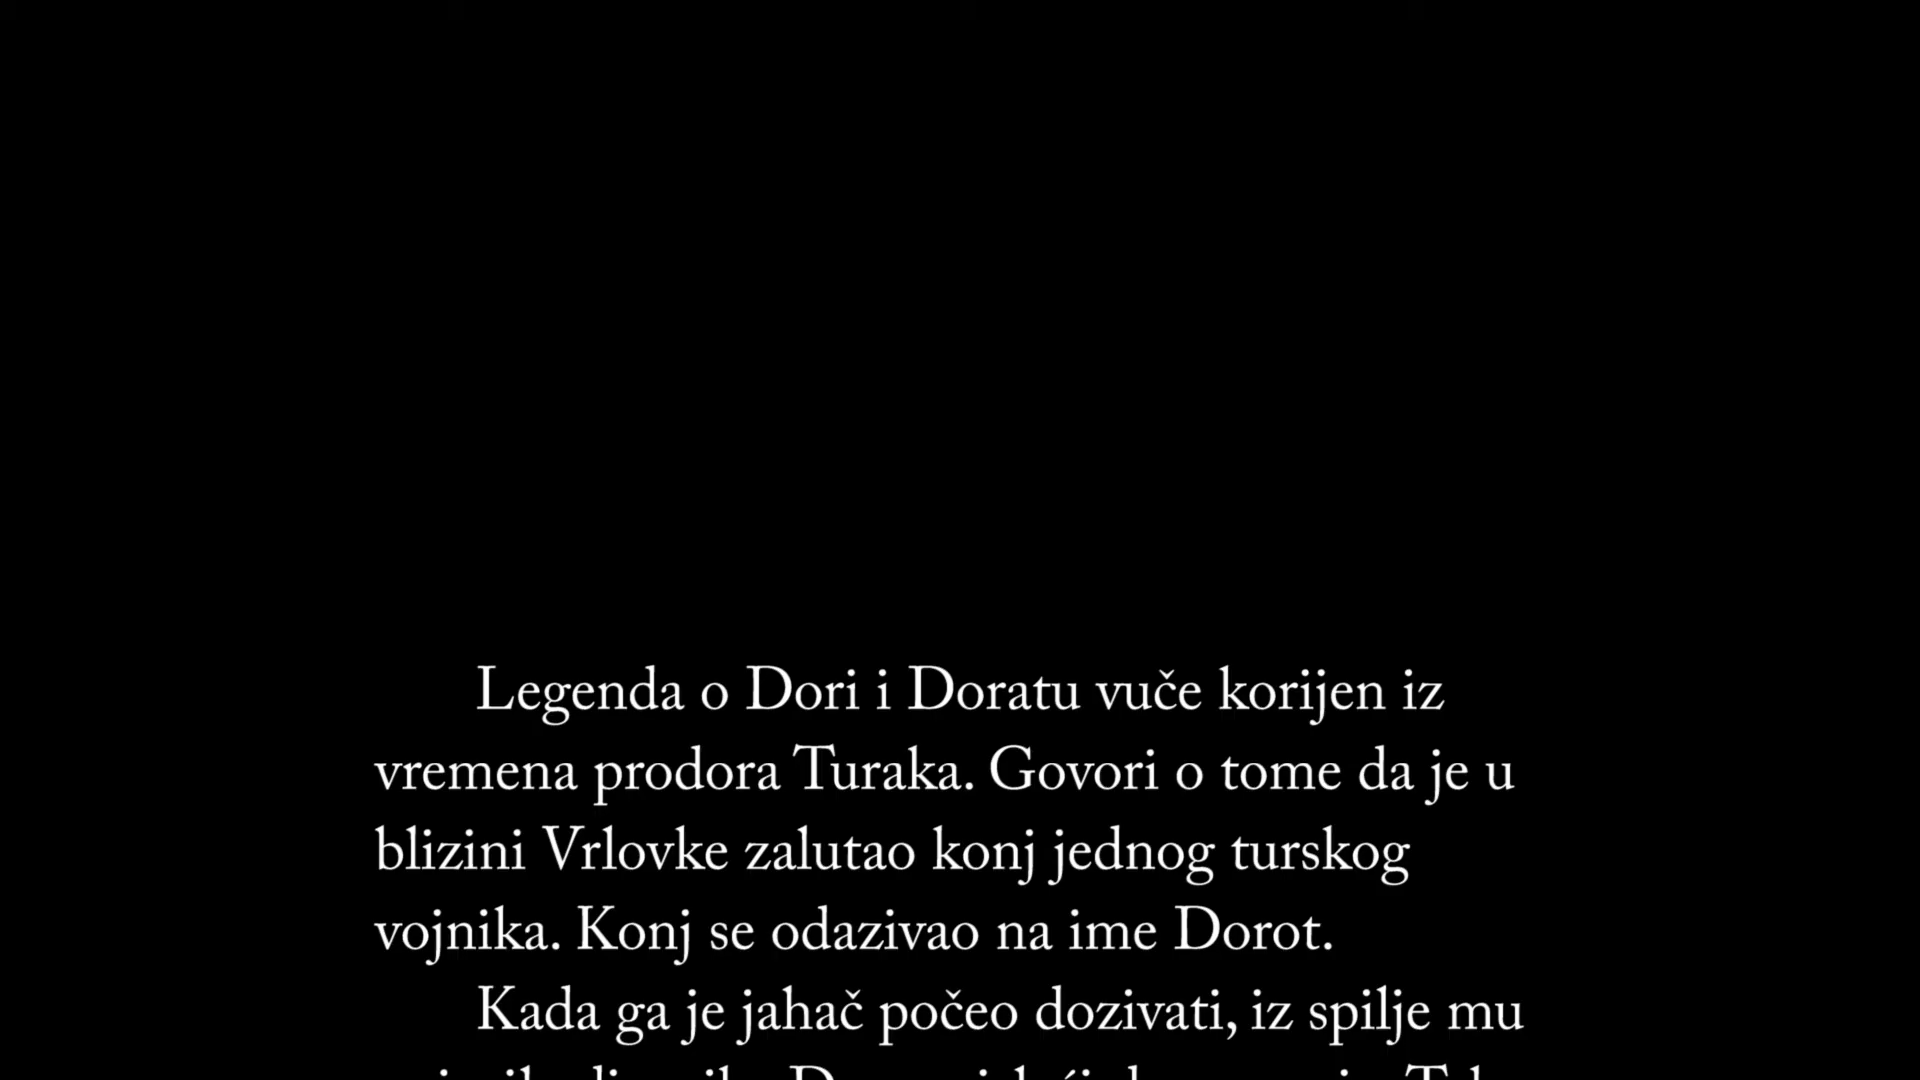 Legenda o Dori i Doratu vuče korijen iz
vremena prodora Turaka. Govori o tome da je u
blizini Vrlovke zalutao konj jednog turskog
vojnika. Konj se odazivao na ime Dorot.
Kada ga je jahač počeo dozivati, iz spilje mu